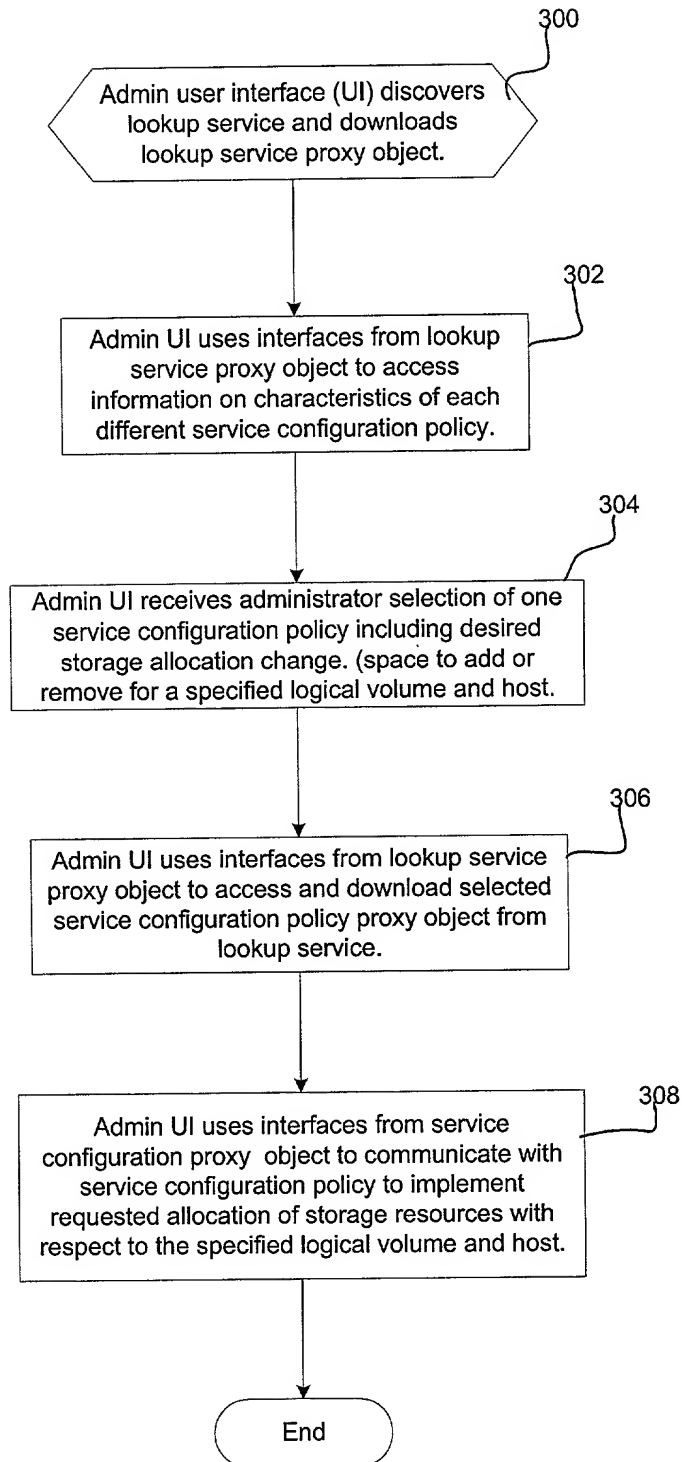 300
Admin user interface (UI) discovers
lookup service and downloads
lookup service proxy object.
302
Admin UI uses interfaces from lookup
service proxy object to access
information on characteristics of each
different service configuration policy.
304
Admin UI receives administrator selection of one
service configuration policy including desired
storage allocation change. (space to add or
remove for a specified logical volume and host.
306
Admin UI uses interfaces from lookup service
proxy object to access and download selected
service configuration policy proxy object from
lookup service.
308
Admin UI uses interfaces from service
configuration proxy object to communicate with
service configuration policy to implement
requested allocation of storage resources with
respect to the specified logical volume and host.
End